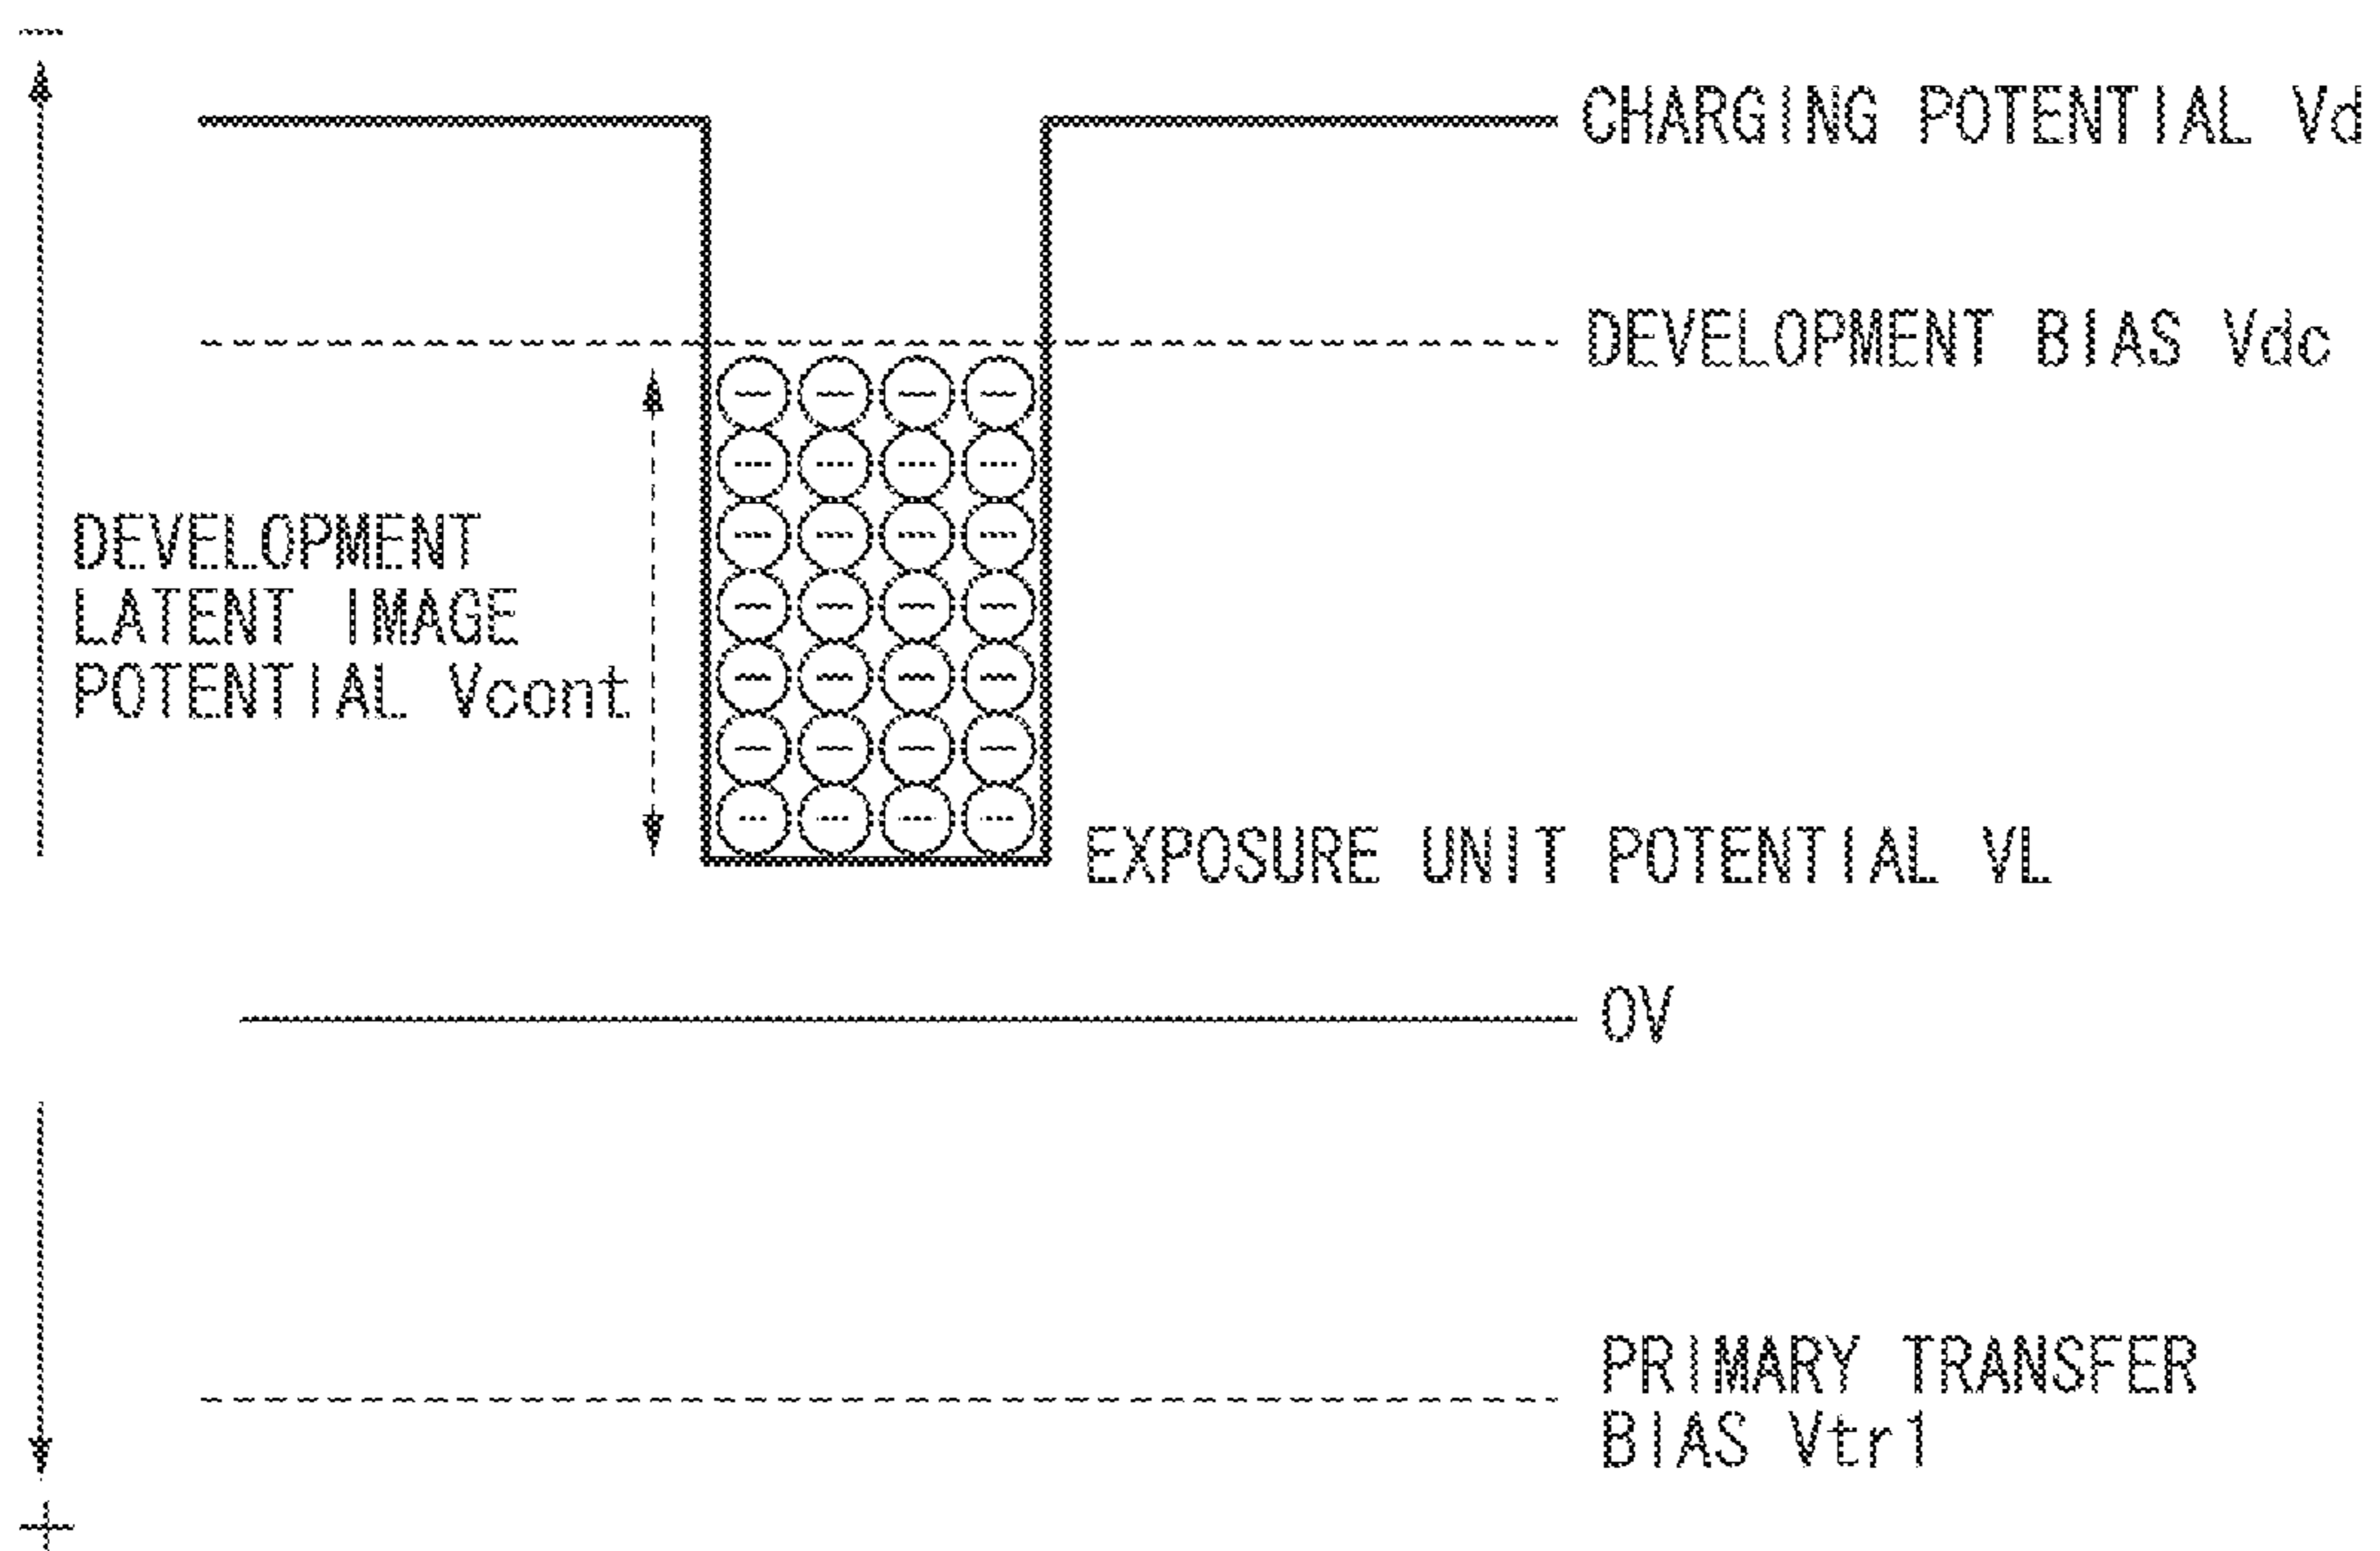 −
CHARGING POTENTIAL Vd
DEVELOPMENT BIAS Vdc
DEVELOPMENT
LATENT IMAGE
POTENTIAL Vcont
EXPOSURE UNIT POTENTIAL VL
0V
PRIMARY TRANSFER
BIAS Vtr1
+